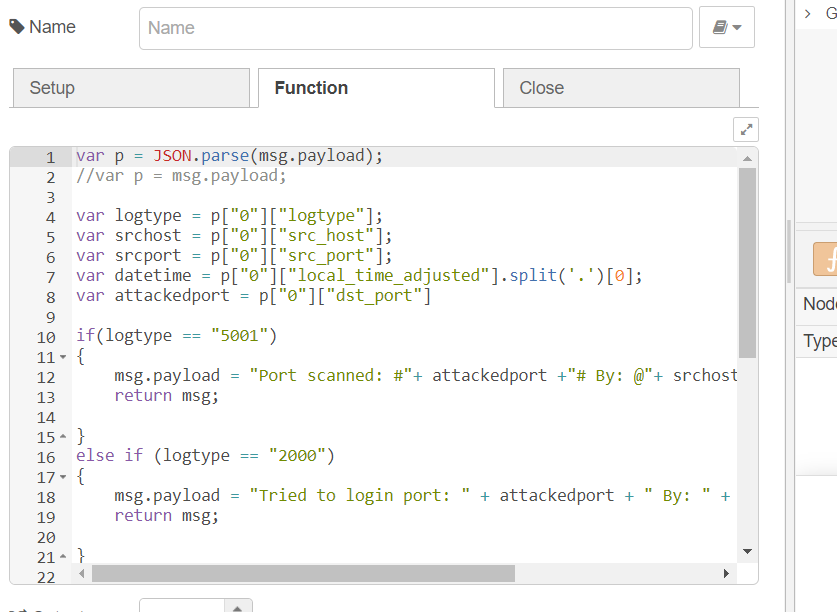 Name
Name
Setup
Function
Close
1 var p = JSON.parse(msg.payload);
2 //var p = msg.payload;
3
4 var logtype = p["0"]["logtype"];
5 var srchost = p["0"]["src_host"];
6 var srcport = p["0"]["src_port"];
7 var datetime = p["0"]["local_time_adjusted"].split('.')[0];
8 var attackedport = p["0"]["dst_port"]
9
10 if(logtype == "5001")
11 {
12 msg.payload = "Port scanned: #"+ attackedport +"# By: @"+ srchost
13 return msg;
14
15 }
16 else if (logtype == "2000")
17 {
18 msg.payload = "Tried to login port: " + attackedport + " By: " +
19 return msg;
20
21 }
22
G
Node
Type